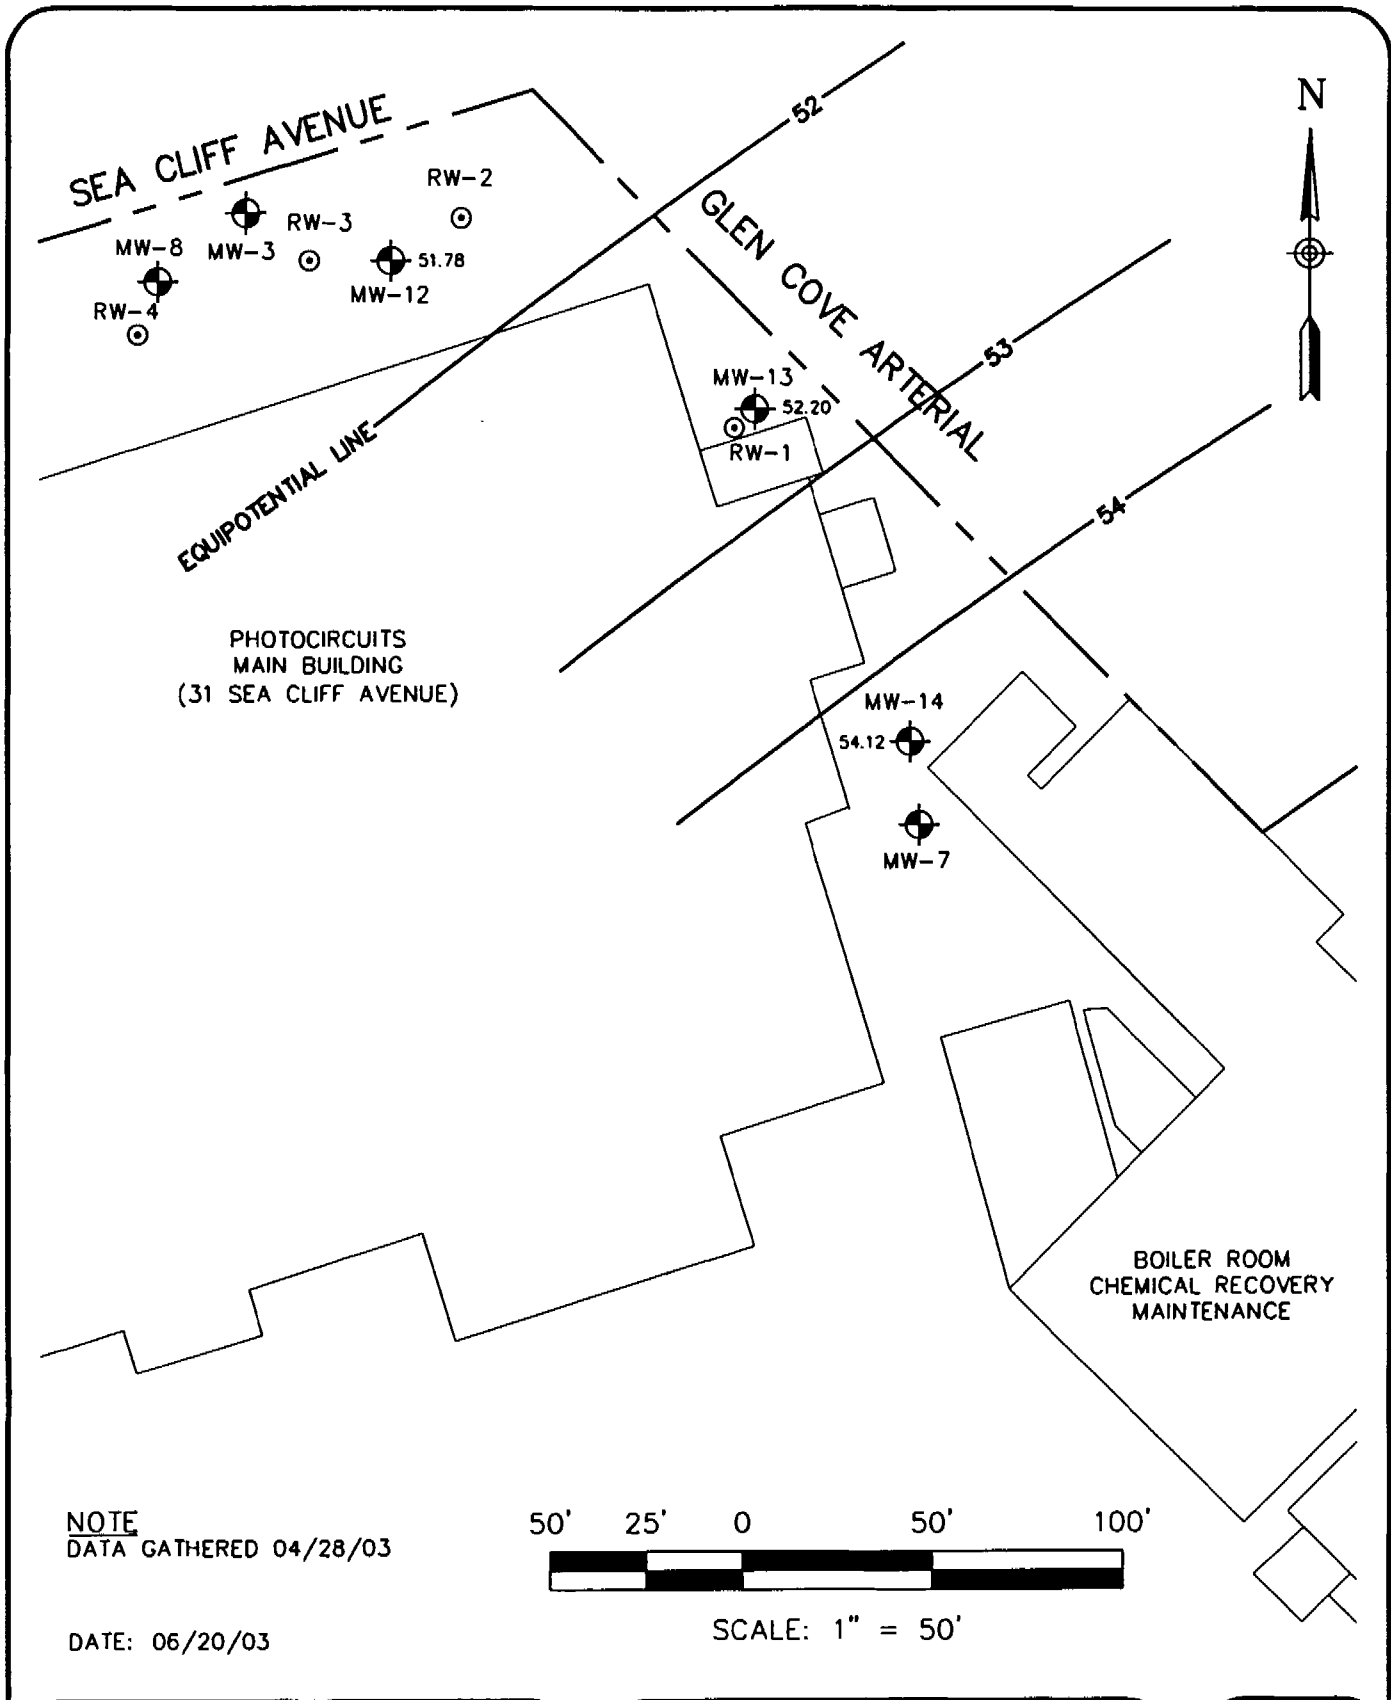 N
52
SEA CLIFF AVENUE
RW-2
GLEN COVE ARTERIAL
RW-3
MW-8
MW-3
51.78
MW-12
RW-4
53
MW-13
52.20
EQUIPOTENTIAL LINE
RW-1
54
PHOTOCIRCUITS
MAIN BUILDING
(31 SEA CLIFF AVENUE)
MW-14
54.12
MW-7
BOILER ROOM
CHEMICAL RECOVERY
MAINTENANCE
NOTE
DATA GATHERED 04/28/03
50' 25' 0 50' 100'
SCALE: 1" = 50'
DATE: 06/20/03